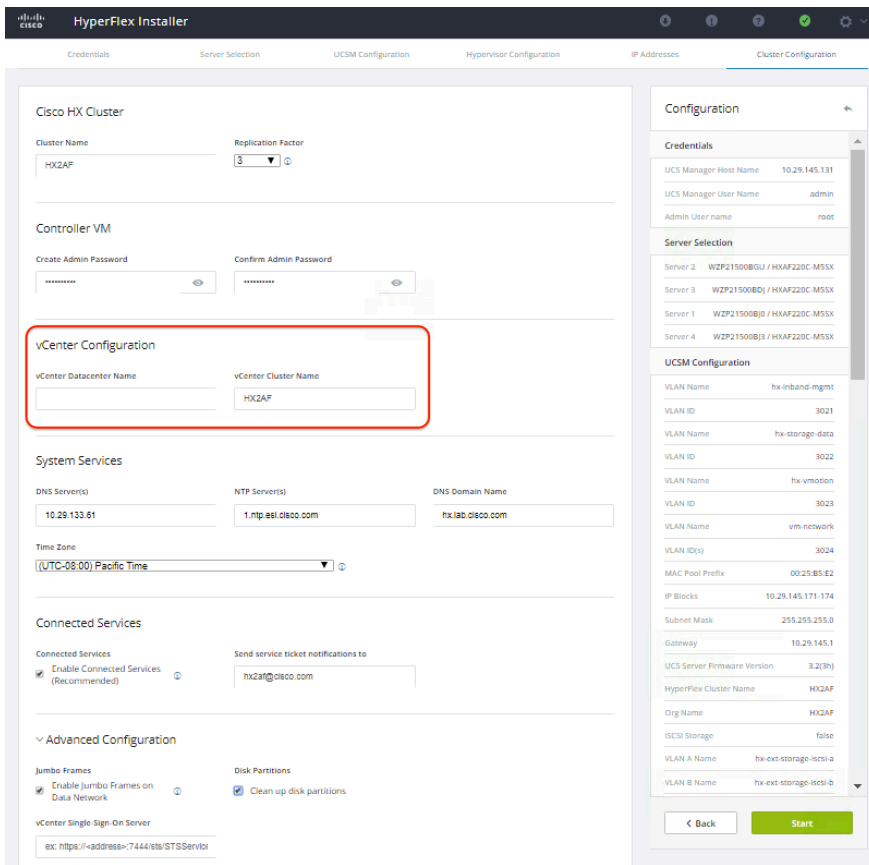 CISCO
HyperFlex Installer
Credentials
Server Selection
UCSM Configuration
Hypervisor Configuration
IP Addresses
Cluster Configuration
Cisco HX Cluster
Cluster Name
Replication Factor
HX2AF
3
Controller VM
Create Admin Password
Confirm Admin Password
••••••••••
••••••••••
vCenter Configuration
vCenter Datacenter Name
vCenter Cluster Name
HX2AF
System Services
DNS Server(s)
NTP Server(s)
DNS Domain Name
10.29.133.61
1.ntp.esl.cisco.com
hx.lab.cisco.com
Time Zone
(UTC-08:00) Pacific Time
Connected Services
Connected Services
Send service ticket notifications to
Enable Connected Services
(Recommended)
hx2af@cisco.com
Advanced Configuration
Jumbo Frames
Disk Partitions
Enable Jumbo Frames on
Data Network
Clean up disk partitions
vCenter Single-Sign-On Server
ex: https://<address>:7444/sts/STSServic
Configuration
Credentials
UCS Manager Host Name 10.29.145.131
UCS Manager User Name admin
Admin User name root
Server Selection
Server 2 WZP21500BGU / HXAF220C-M5SX
Server 3 WZP21500BDJ / HXAF220C-M5SX
Server 1 WZP21500BJ0 / HXAF220C-M5SX
Server 4 WZP21500BJ3 / HXAF220C-M5SX
UCSM Configuration
VLAN Name hx-inband-mgmt
VLAN ID 3021
VLAN Name hx-storage-data
VLAN ID 3022
VLAN Name hx-vmotion
VLAN ID 3023
VLAN Name vm-network
VLAN ID(s) 3024
MAC Pool Prefix 00:25:B5:E2
IP Blocks 10.29.145.171-174
Subnet Mask 255.255.255.0
Gateway 10.29.145.1
UCS Server Firmware Version 3.2(3h)
HyperFlex Cluster Name HX2AF
Org Name HX2AF
iSCSI Storage false
VLAN A Name hx-ext-storage-iscsi-a
VLAN B Name hx-ext-storage-iscsi-b
< Back
Start